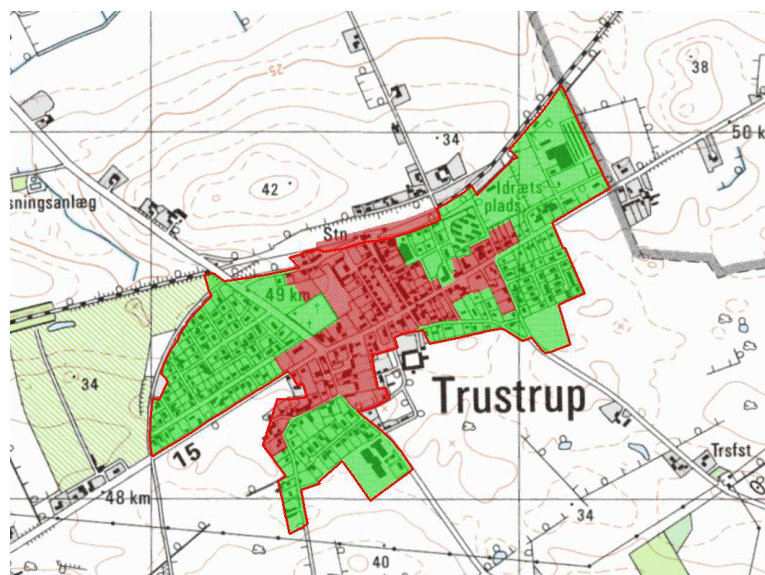 38
50 k
34
25
42
Idræts
plads
sningsanlæg
Stn
49 km
34
Trustrup
15
Trsfst
48 km
34
40